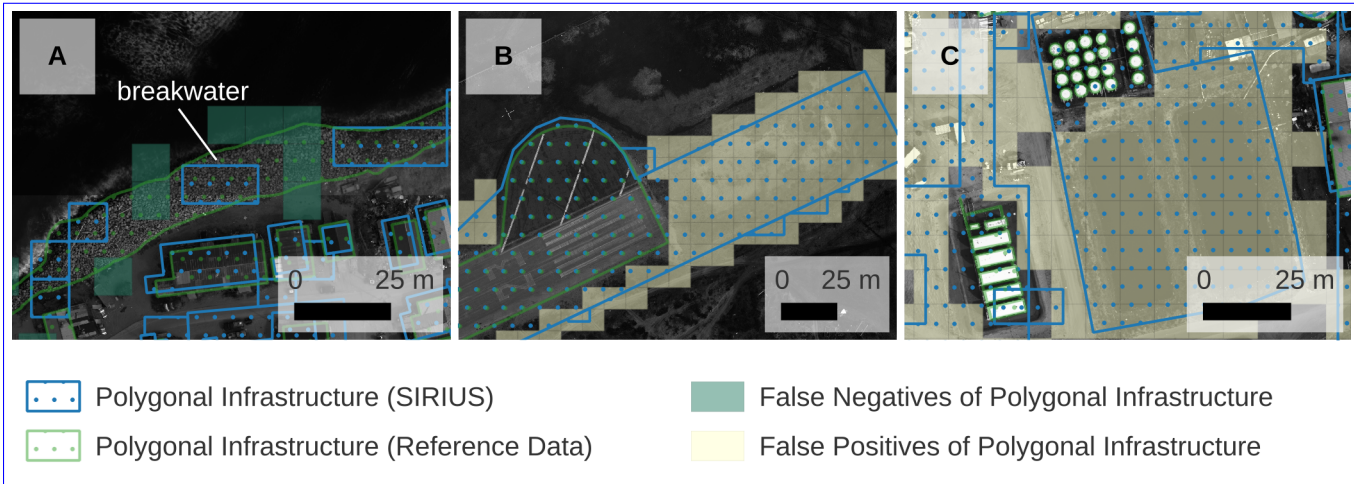 A
breakwater
0 25 m
B
0 25 m
C
0 25 m
Polygonal Infrastructure (SIRIUS)
Polygonal Infrastructure (Reference Data)
False Negatives of Polygonal Infrastructure
False Positives of Polygonal Infrastructure